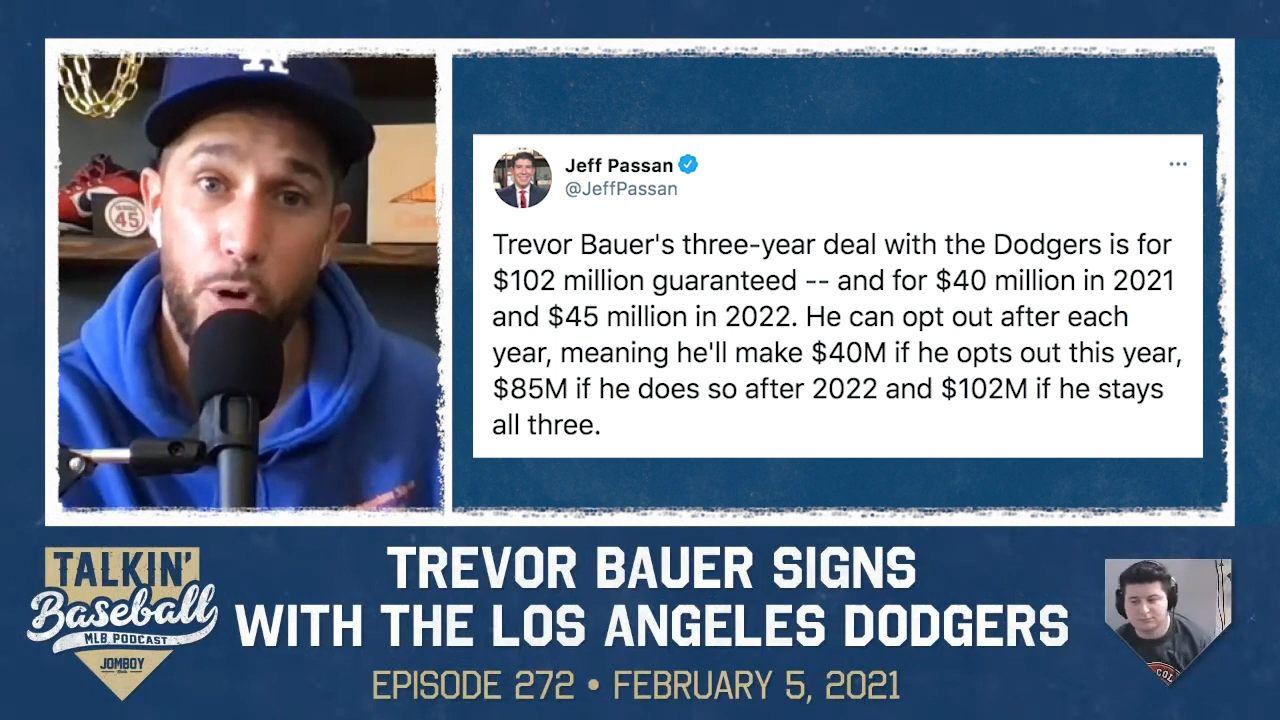 LA
45
Jeff Passan
@JeffPassan
Trevor Bauer's three-year deal with the Dodgers is for
$102 million guaranteed -- and for $40 million in 2021
and $45 million in 2022. He can opt out after each
year, meaning he'll make $40M if he opts out this year,
$85M if he does so after 2022 and $102M if he stays
all three.
TALKIN'
Baseball
MLB PODCAST
JOMBOY
TREVOR BAUER SIGNS
WITH THE LOS ANGELES DODGERS
EPISODE 272 • FEBRUARY 5, 2021